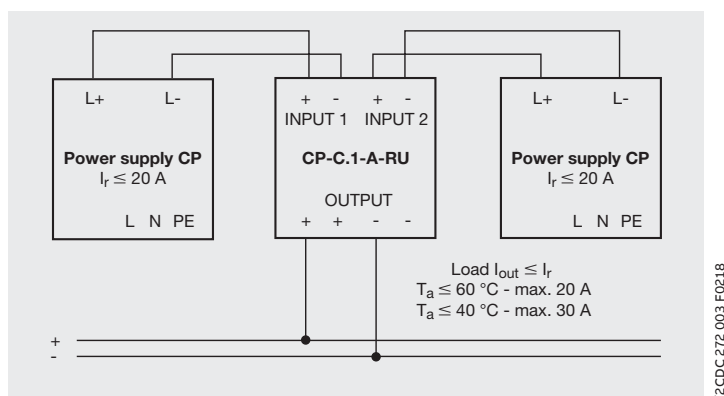 L+ L-
Power supply CP
Iᵣ ≤ 20 A
L N PE
+ - + -
INPUT 1 INPUT 2
CP-C.1-A-RU
OUTPUT
+ + - -
L+ L-
Power supply CP
Iᵣ ≤ 20 A
L N PE
Load Iout ≤ Iᵣ
Ta ≤ 60 °C - max. 20 A
Ta ≤ 40 °C - max. 30 A
+
-
2CDC 272 003 F0218